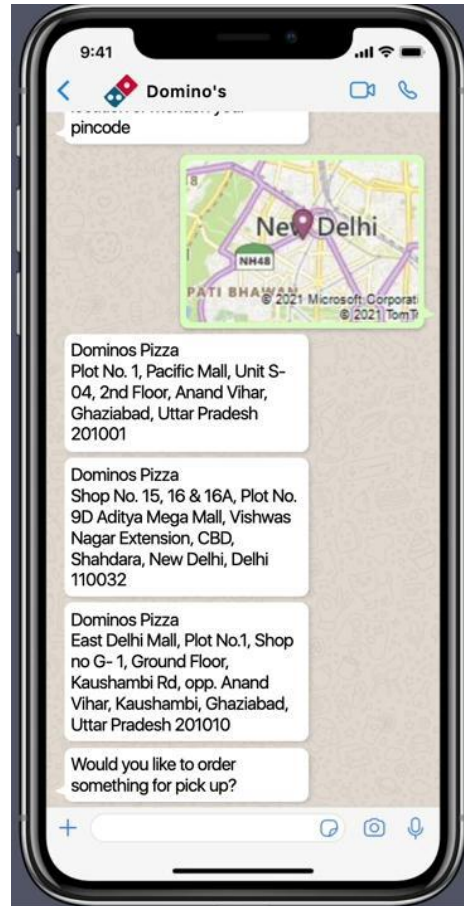 9:41
Domino's
pincode
New Delhi
NH48
PATI BHAWAN
© 2021 Microsoft Corporati
© 2021 TomTo
Dominos Pizza
Plot No. 1, Pacific Mall, Unit S-
04, 2nd Floor, Anand Vihar,
Ghaziabad, Uttar Pradesh
201001
Dominos Pizza
Shop No. 15, 16 & 16A, Plot No.
9D Aditya Mega Mall, Vishwas
Nagar Extension, CBD,
Shahdara, New Delhi, Delhi
110032
Dominos Pizza
East Delhi Mall, Plot No.1, Shop
no G- 1, Ground Floor,
Kaushambi Rd, opp. Anand
Vihar, Kaushambi, Ghaziabad,
Uttar Pradesh 201010
Would you like to order
something for pick up?